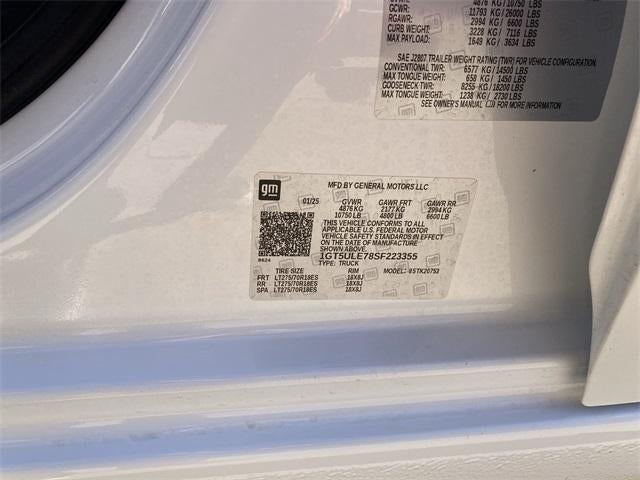 4876 KG/10750 LBS
GCWR: 11793 KG/26000 LBS
RGAWR: 2994 KG/ 6600 LBS
CURB WEIGHT: 3228 KG/ 7116 LBS
MAX PAYLOAD: 1649 KG/ 3634 LBS
SAE J2807 TRAILER WEIGHT RATING (TWR) FOR VEHICLE CONFIGURATION
CONVENTIONAL TWR: 6577 KG/14500 LBS
MAX TONGUE WEIGHT: 658 KG/ 1450 LBS
GOOSENECK TWR: 8255 KG/18200 LBS
MAX TONGUE WEIGHT: 1238 KG/ 2730 LBS
SEE OWNER'S MANUAL FOR MORE INFORMATION
gm
MFD BY GENERAL MOTORS LLC
01/25 GVWR GAWR FRT GAWR RR
4876 KG 2177 KG 2994 KG
10750 LB 4800 LB 6600 LB
THIS VEHICLE CONFORMS TO ALL
APPLICABLE U.S. FEDERAL MOTOR
VEHICLE SAFETY STANDARDS IN EFFECT
ON THE DATE OF MANUFACTURE
SHOWN ABOVE.
1GT5ULE78SF223355
TYPE: TRUCK
TIRE SIZE RIM MODEL:
FRT LT275/70R18ES 18X8J
RR LT275/70R18ES 18X8J
SPA LT275/70R18ES 18X8J